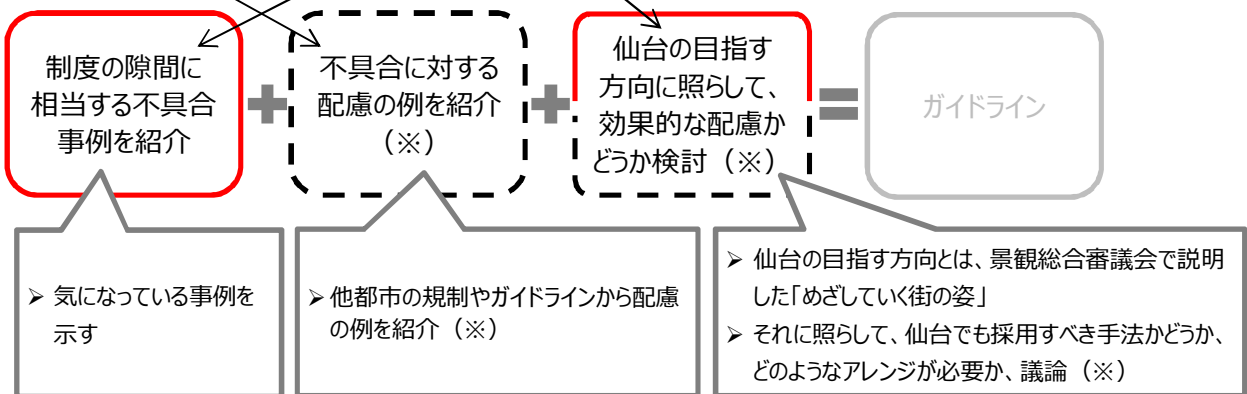 制度の隙間に
相当する不具合
事例を紹介
不具合に対する
配慮の例を紹介
(※)
仙台の目指す
方向に照らして、
効果的な配慮か
どうか検討(※)
ガイドライン
➢ 気になっている事例を
示す
➢ 他都市の規制やガイドラインから配慮
の例を紹介(※)
➢ 仙台の目指す方向とは、景観総合審議会で説明
した「めざしていく街の姿」
➢ それに照らして、仙台でも採用すべき手法かどうか、
どのようなアレンジが必要か、議論(※)